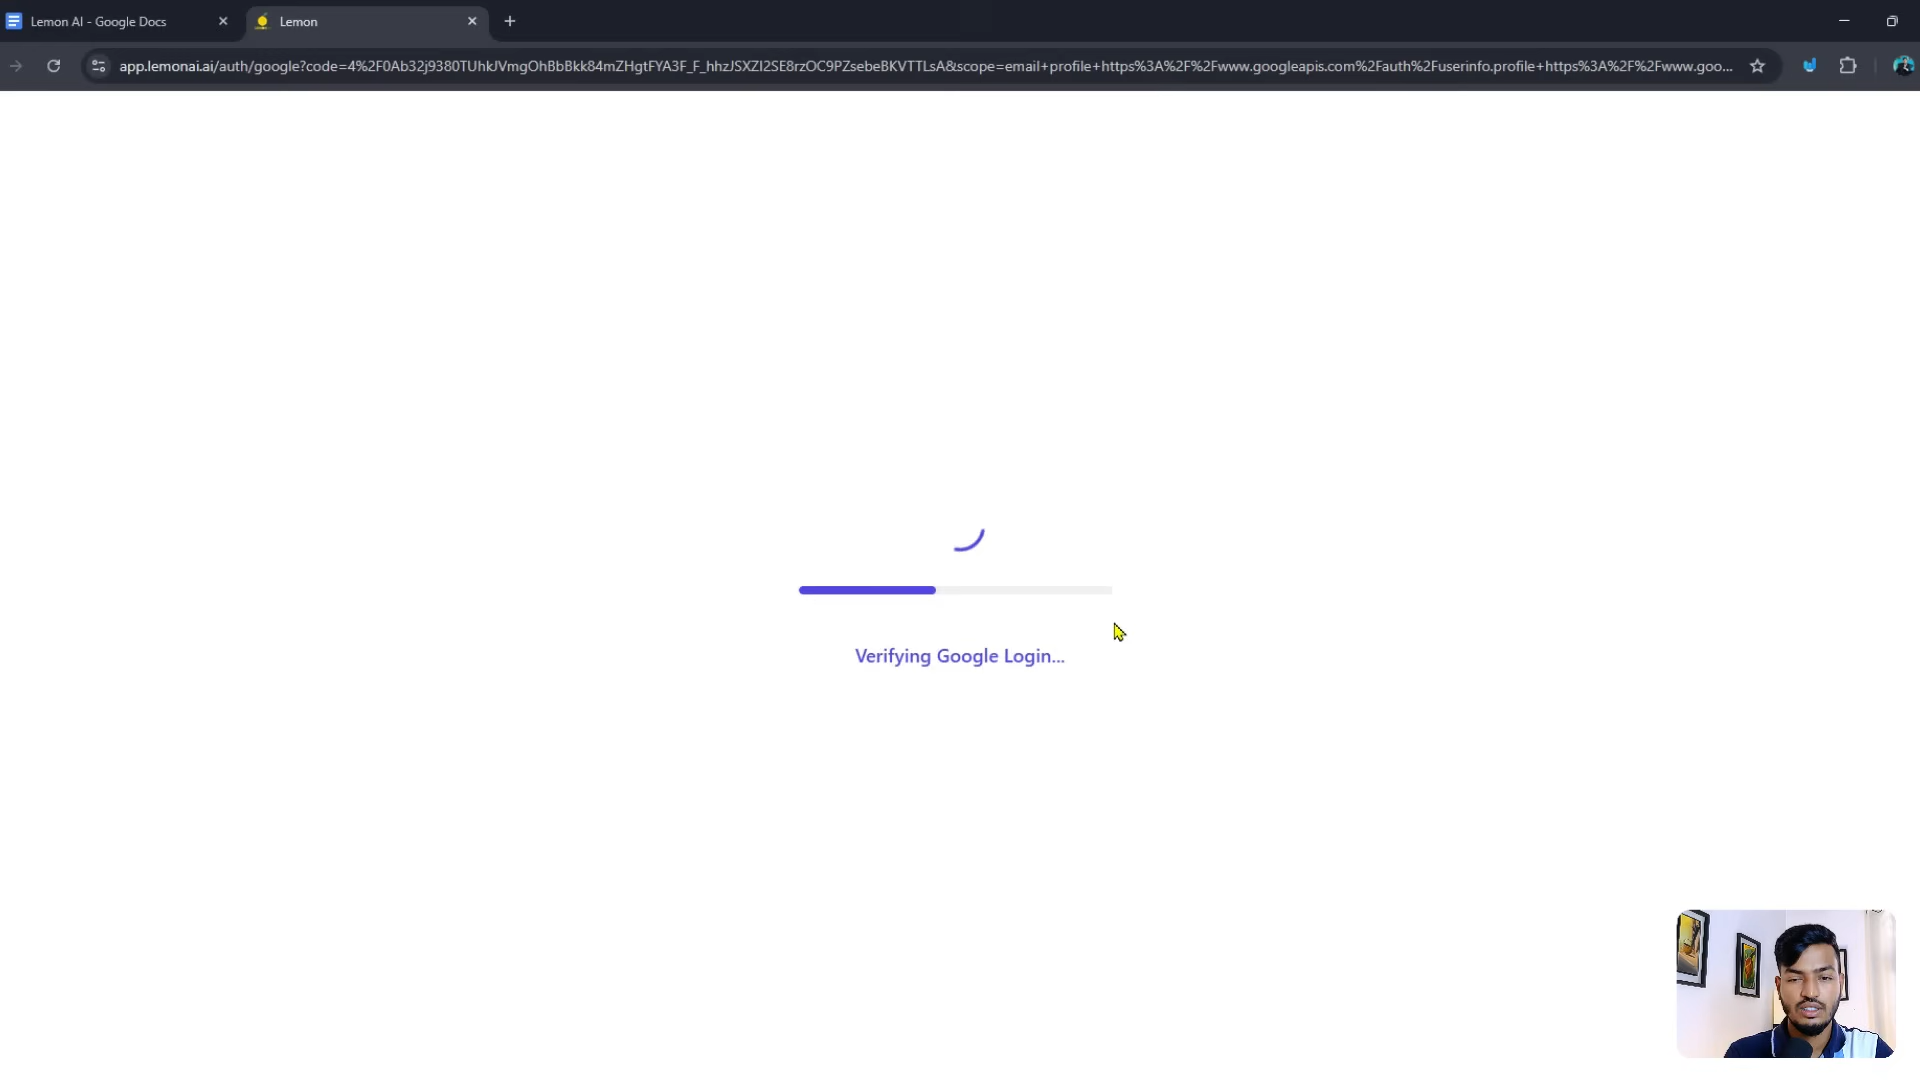 Lemon AI - Google Docs
Lemon
app.lemonai.ai/auth/google?code=4%2F0Ab32j9380TUhkJVmgOhBbBkk84mZHgtFYA3F_F_hhzJSXZI2SE8rzOC9PZsebeBKVTTLsA&scope=email+profile+https%3A%2F%2Fwww.googleapis.com%2Fauth%2Fuserinfo.profile+https%3A%2F%2Fwww.goo...
Verifying Google Login...